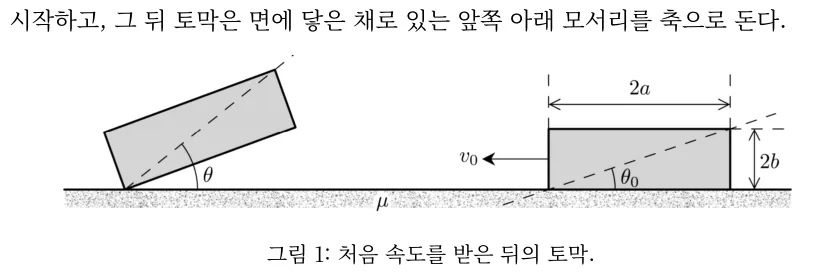 시작하고, 그 뒤 토막은 면에 닿은 채로 있는 앞쪽 아래 모서리를 축으로 돈다.
2a
v₀
2b
θ
θ₀
μ
그림 1: 처음 속도를 받은 뒤의 토막.